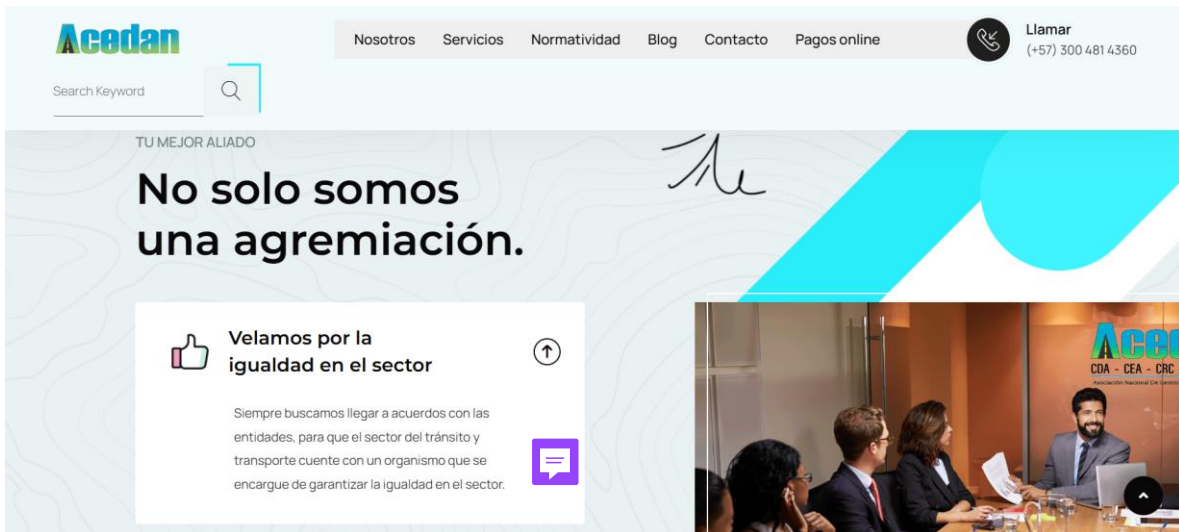 Acedan
Nosotros Servicios Normatividad Blog Contacto Pagos online
Llamar
(+57) 300 481 4360
Search Keyword
TU MEJOR ALIADO
No solo somos
una agremiación.
Velamos por la
igualdad en el sector
Siempre buscamos llegar a acuerdos con las
entidades, para que el sector del tránsito y
transporte cuente con un organismo que se
encargue de garantizar la igualdad en el sector.
CDA - CEA - CRC
Asociación Nacional De